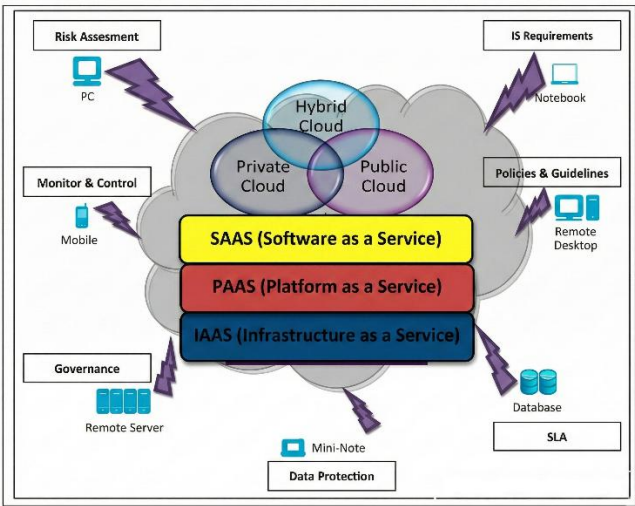 Risk Assesment
PC
IS Requirements
Notebook
Hybrid
Cloud
Private
Cloud
Public
Cloud
Monitor & Control
Mobile
Policies & Guidelines
Remote
Desktop
SAAS (Software as a Service)
PAAS (Platform as a Service)
IAAS (Infrastructure as a Service)
Governance
Remote Server
Database
SLA
Mini-Note
Data Protection